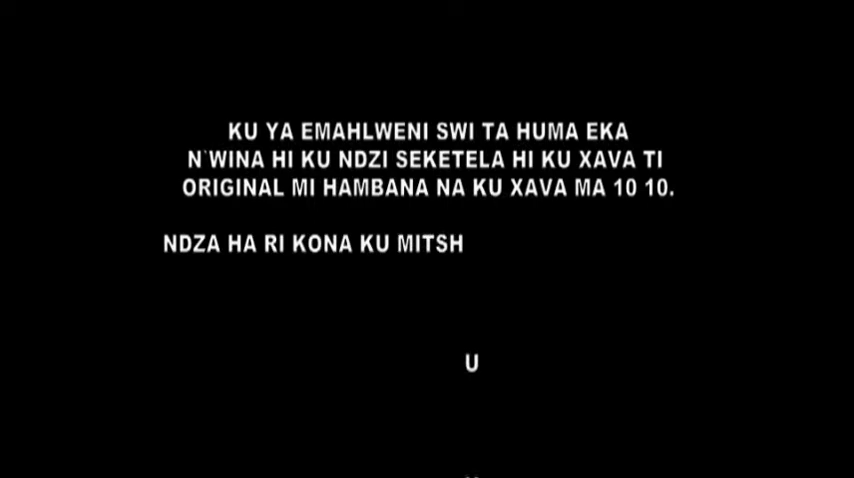 KU YA EMAHLWENI SWI TA HUMA EKA
N`WINA HI KU NDZI SEKETELA HI KU XAVA TI
ORIGINAL MI HAMBANA NA KU XAVA MA 10 10.
NDZA HA RI KONA KU MITSH
U